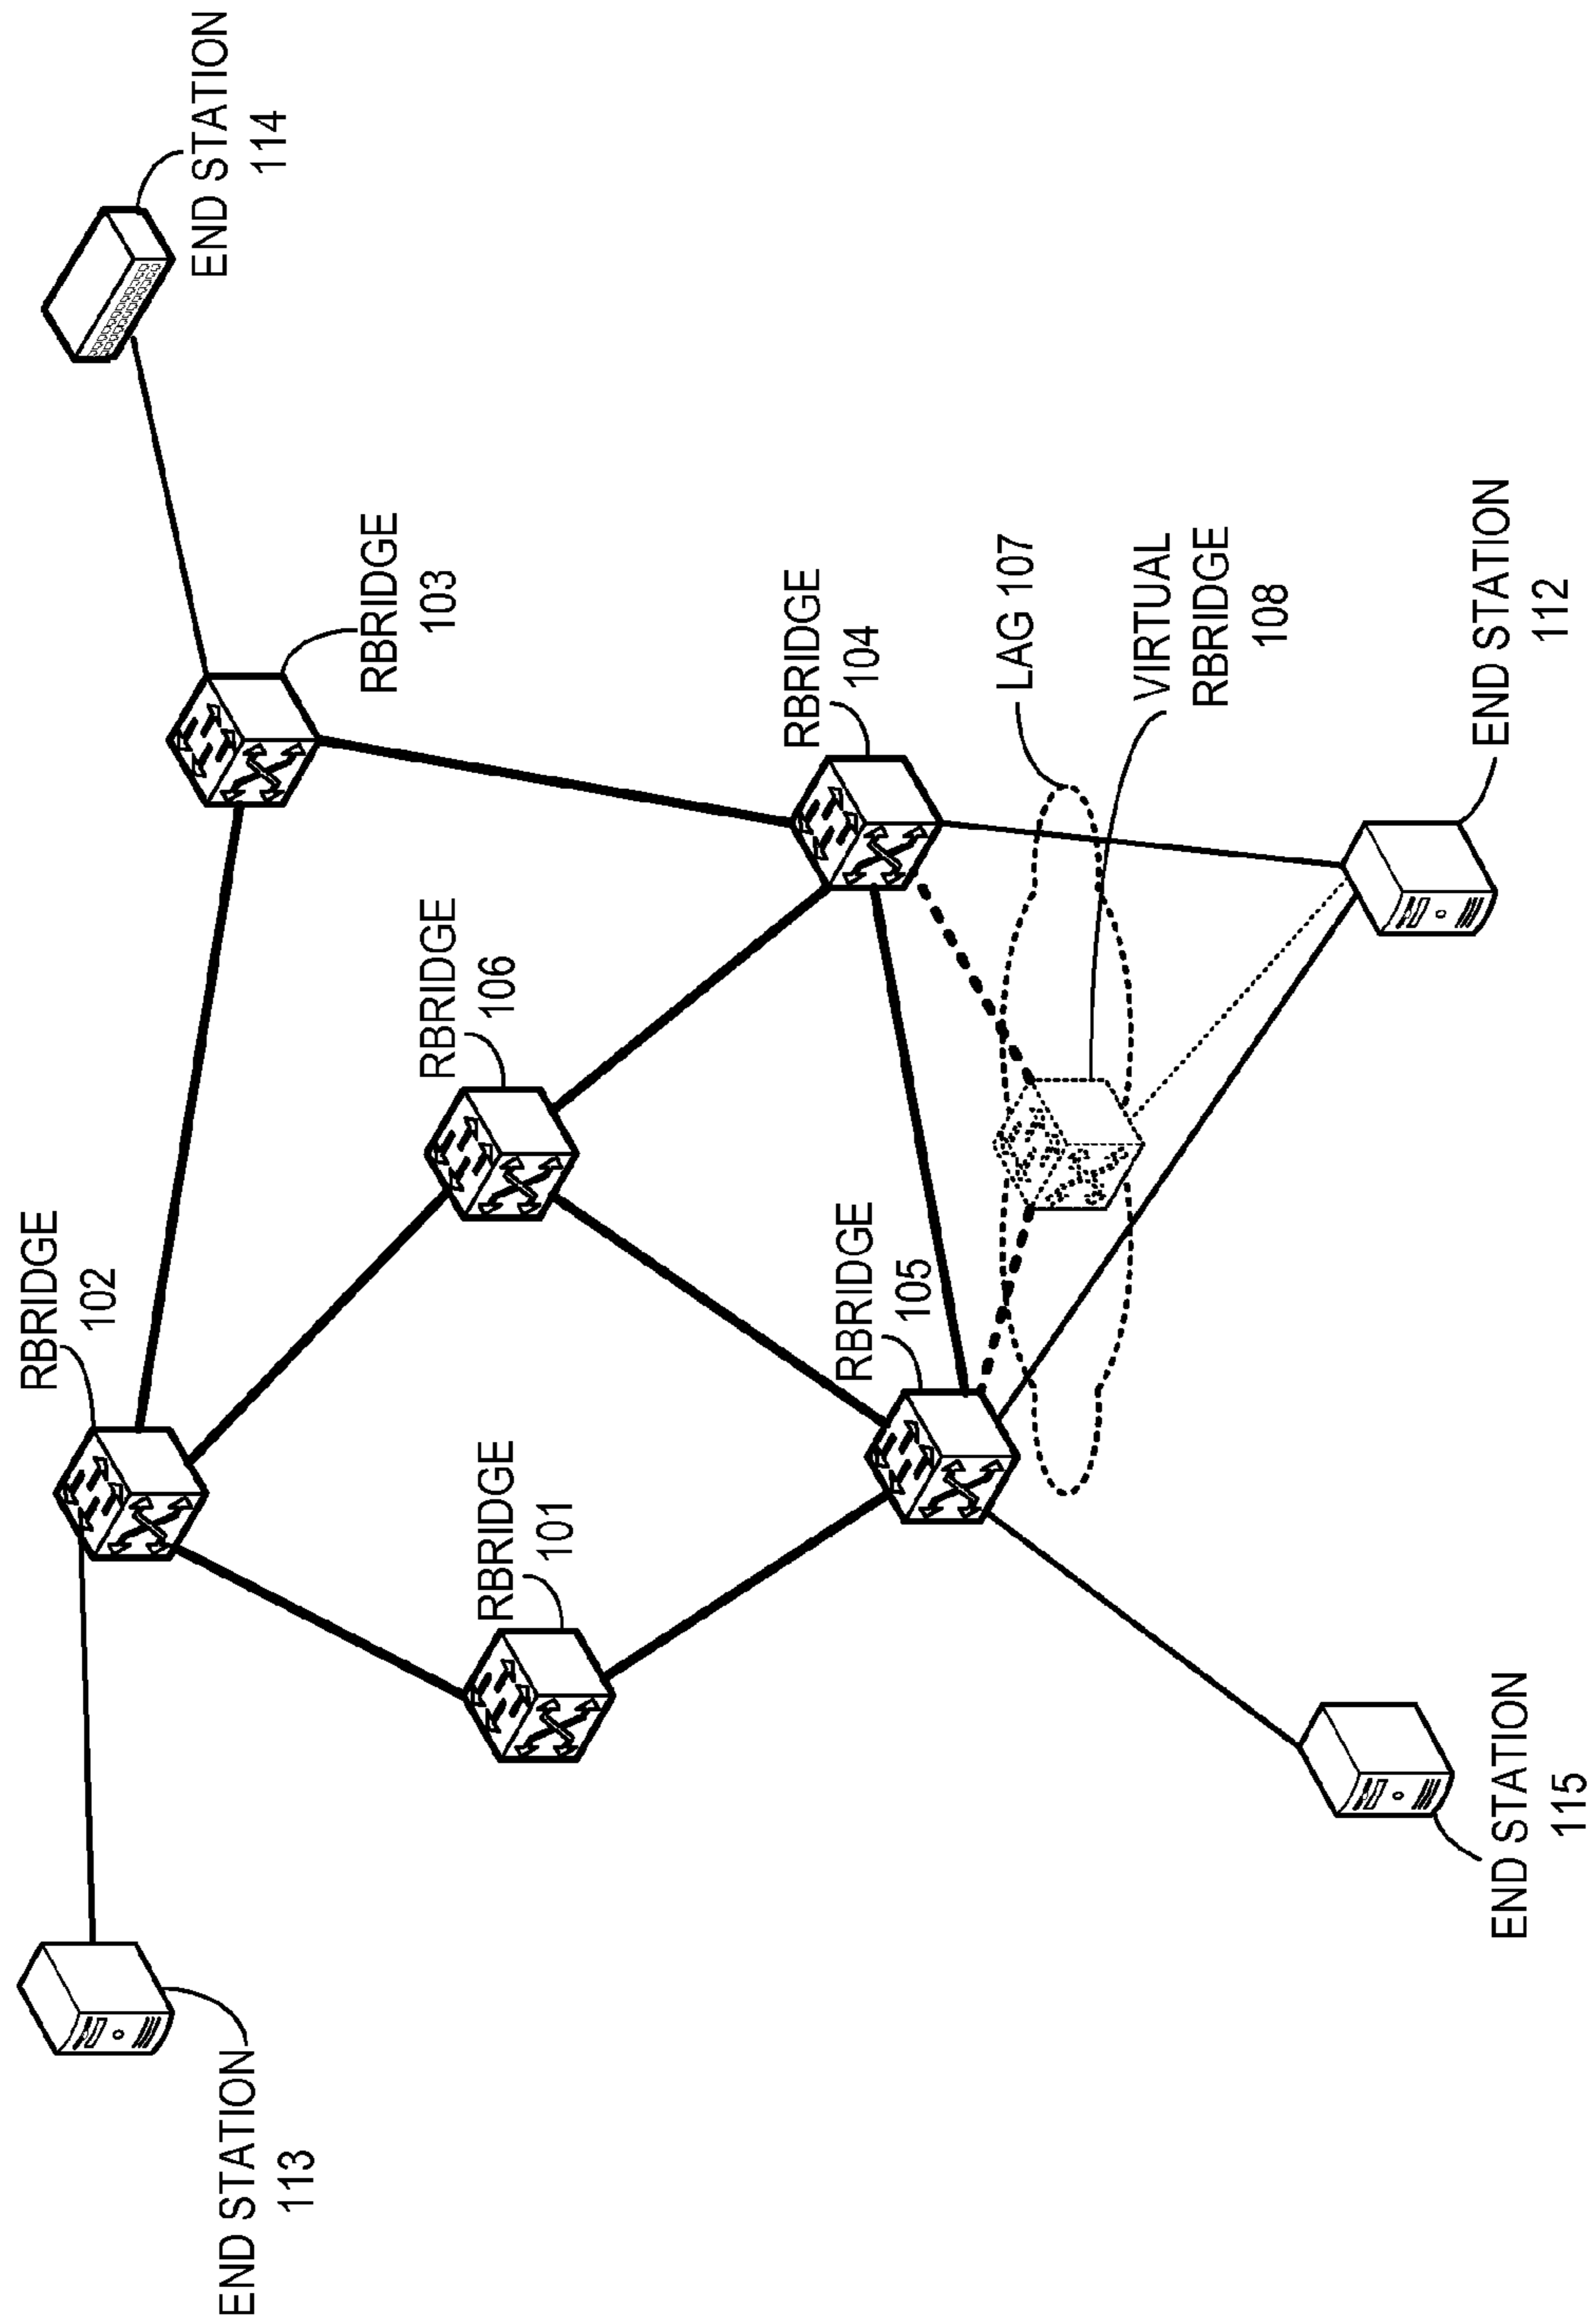 END STATION
113
RBRIDGE
102
END STATION
114
RBRIDGE
103
RBRIDGE
101
RBRIDGE
106
RBRIDGE
105
RBRIDGE
104
LAG 107
VIRTUAL
RBRIDGE
108
END STATION
115
END STATION
112